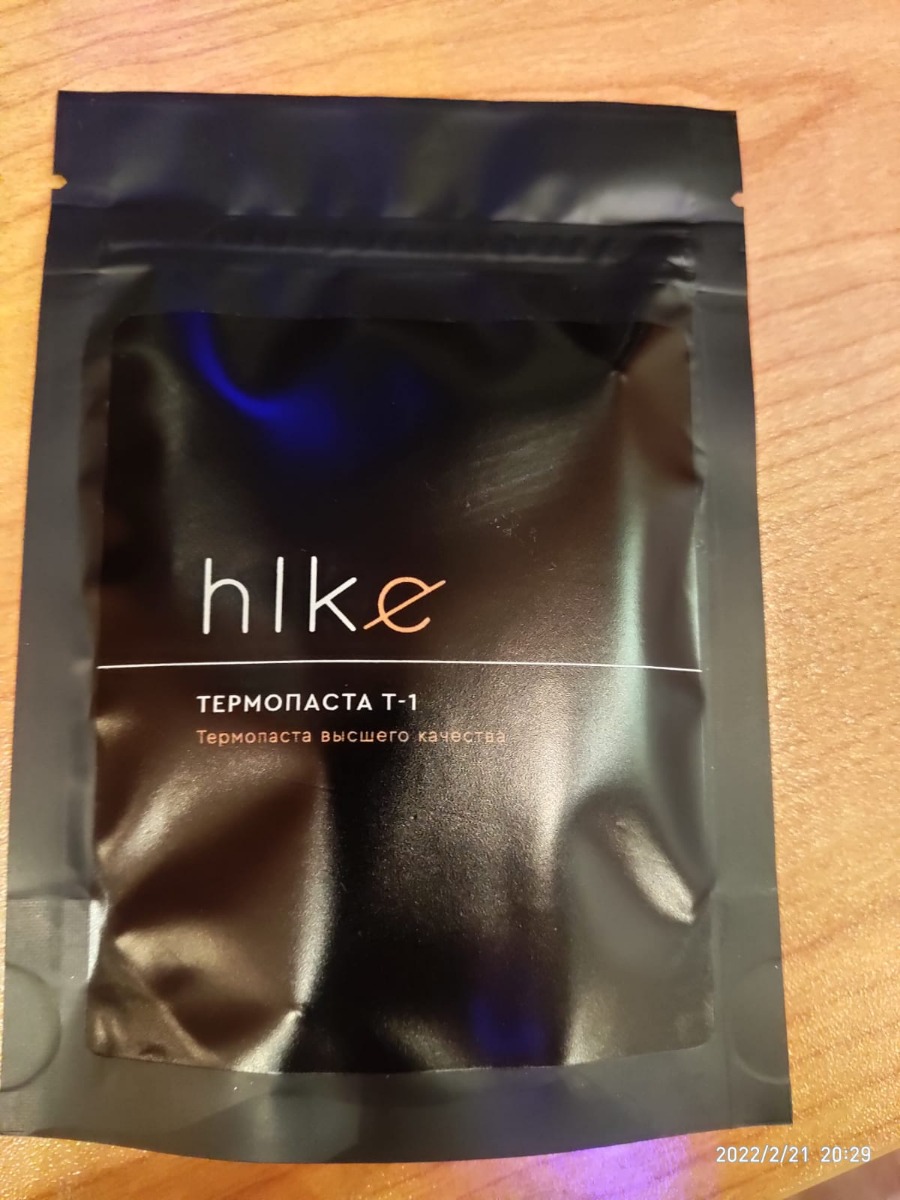 hlke
ТЕРМОПАСТА Т-1
Термопаста высшего качества
2022/2/21 20:29